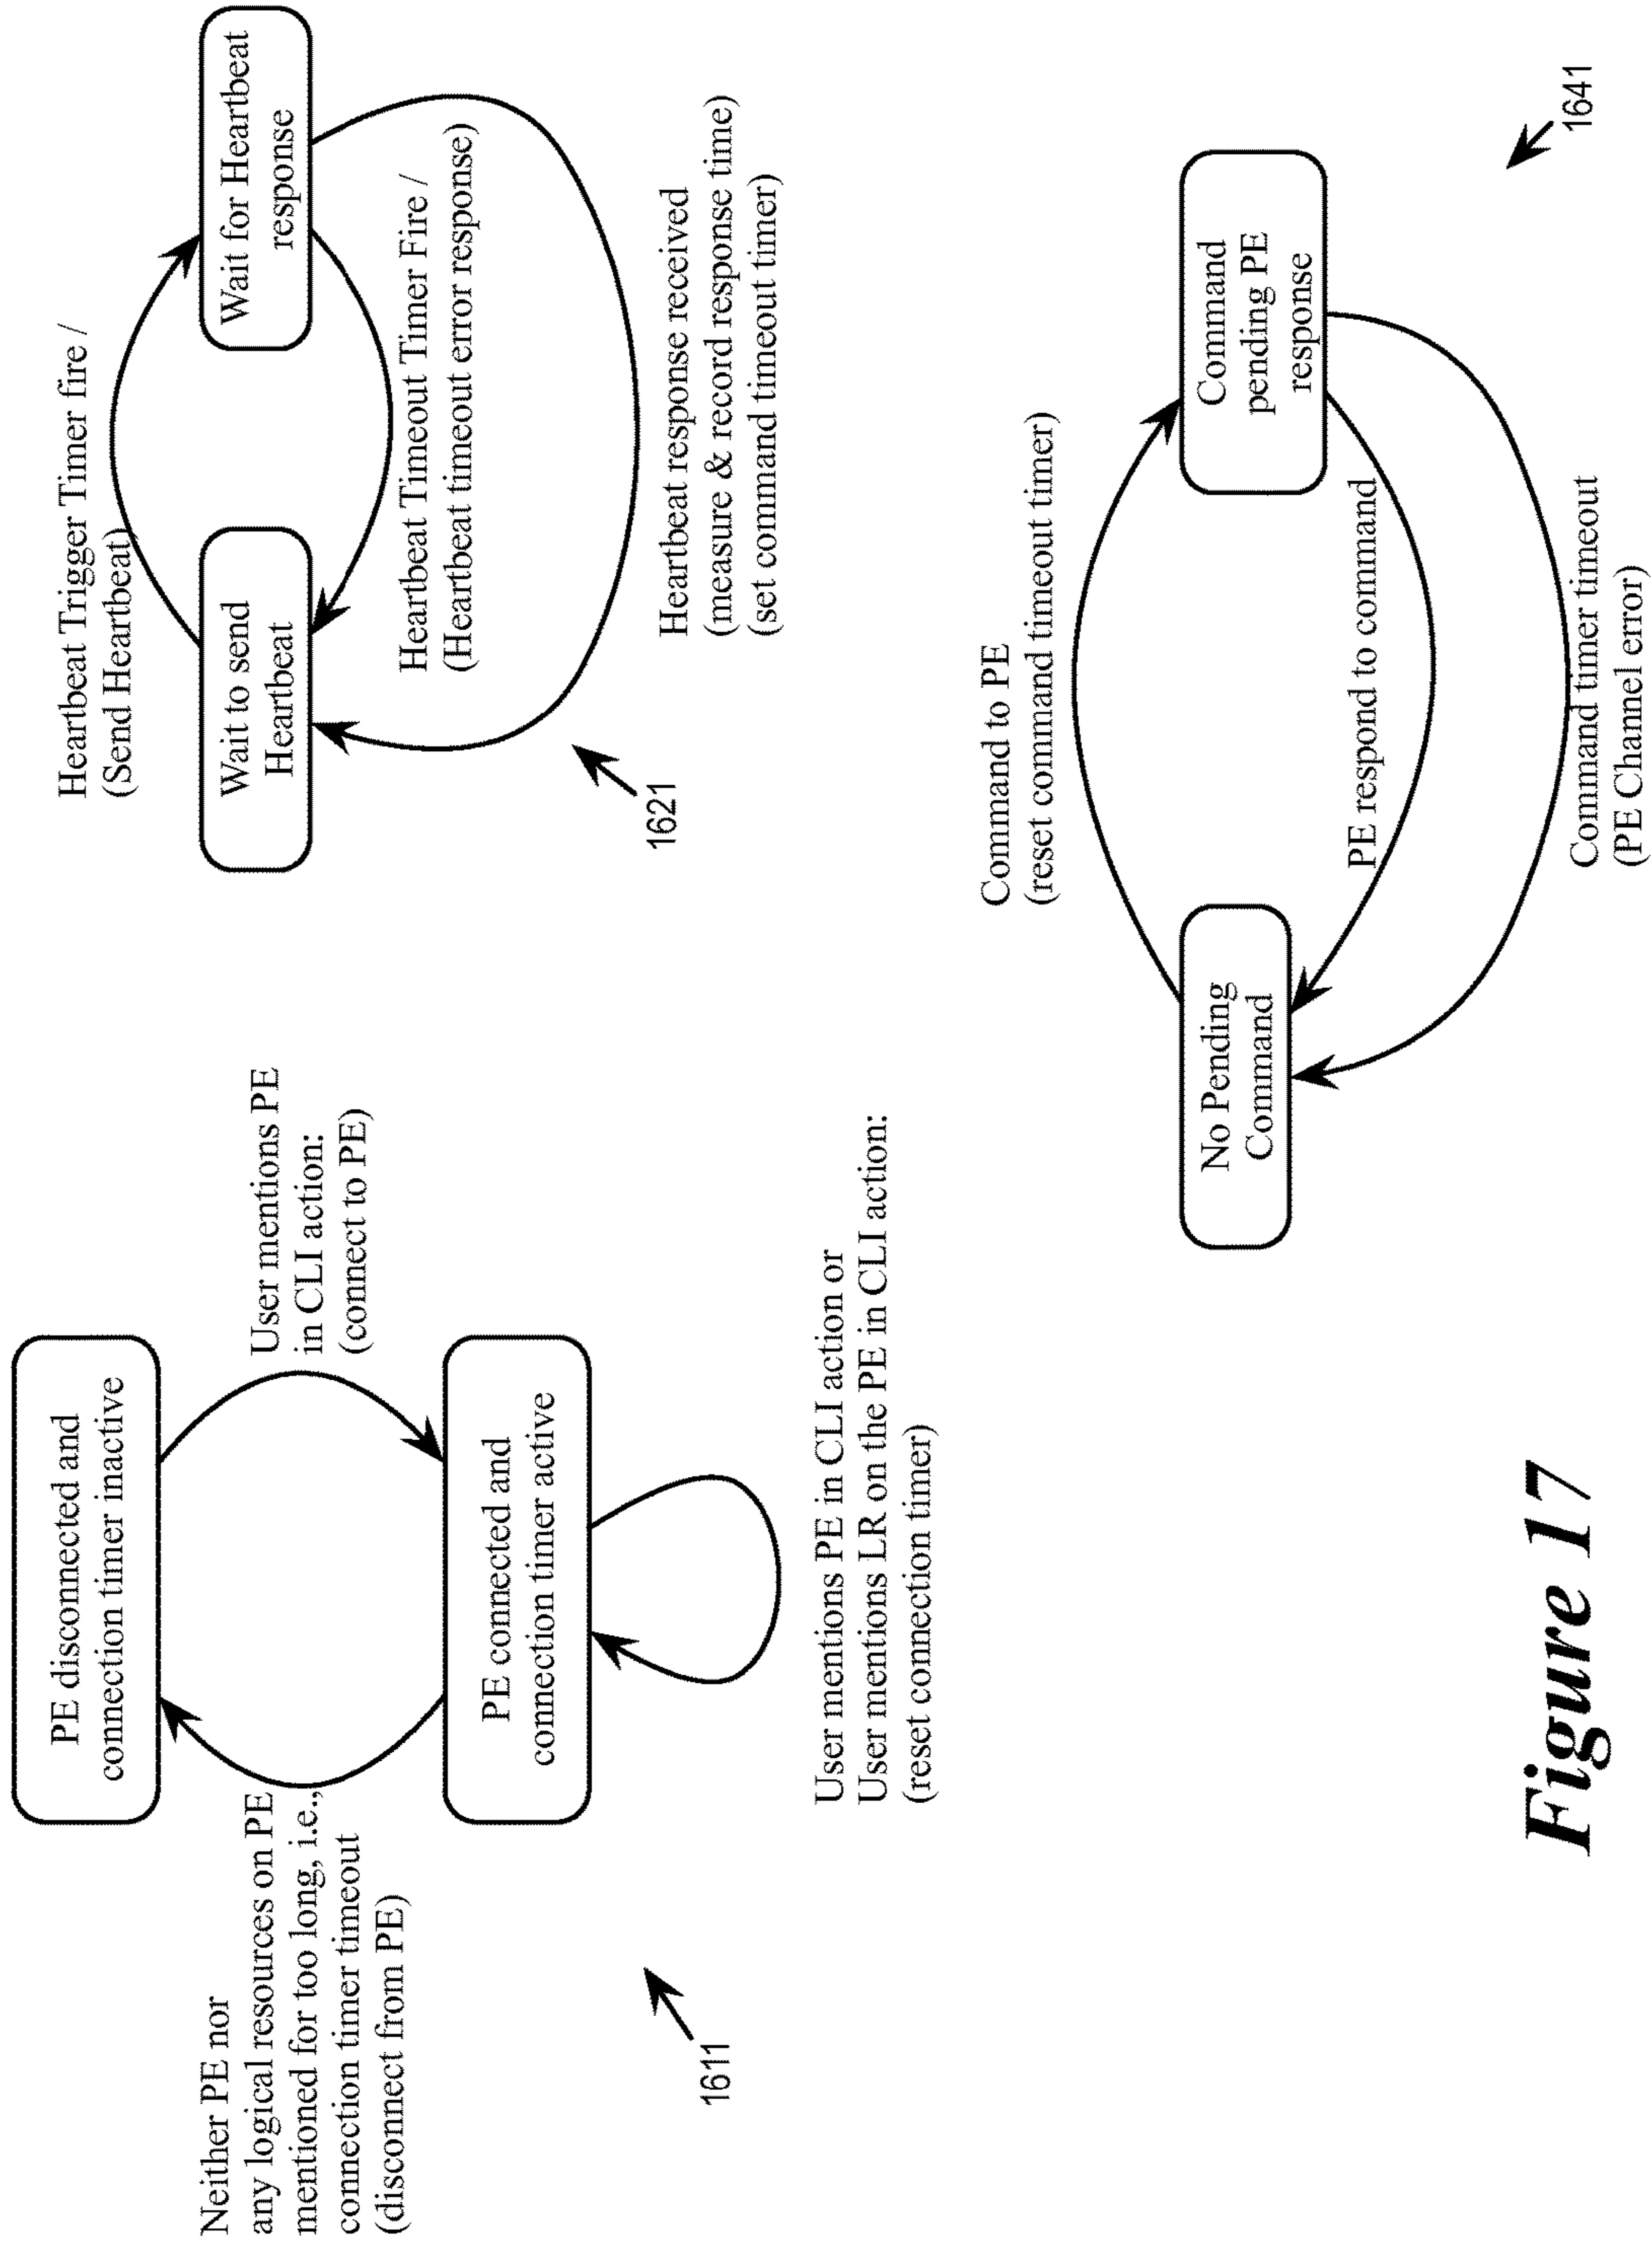 PE disconnected and
connection timer inactive
Neither PE nor
any logical resources on PE
mentioned for too long, i.e.,
connection timer timeout
(disconnect from PE)
User mentions PE
in CLI action:
(connect to PE)
PE connected and
connection timer active
User mentions PE in CLI action or
User mentions LR on the PE in CLI action:
(reset connection timer)
1611
Heartbeat Trigger Timer fire /
(Send Heartbeat)
Wait to send
Heartbeat
Wait for Heartbeat
response
Heartbeat Timeout Timer Fire /
(Heartbeat timeout error response)
Heartbeat response received
(measure & record response time)
(set command timeout timer)
1621
Command to PE
(reset command timeout timer)
No Pending
Command
Command
pending PE
response
PE respond to command
Command timer timeout
(PE Channel error)
1641
Figure 17